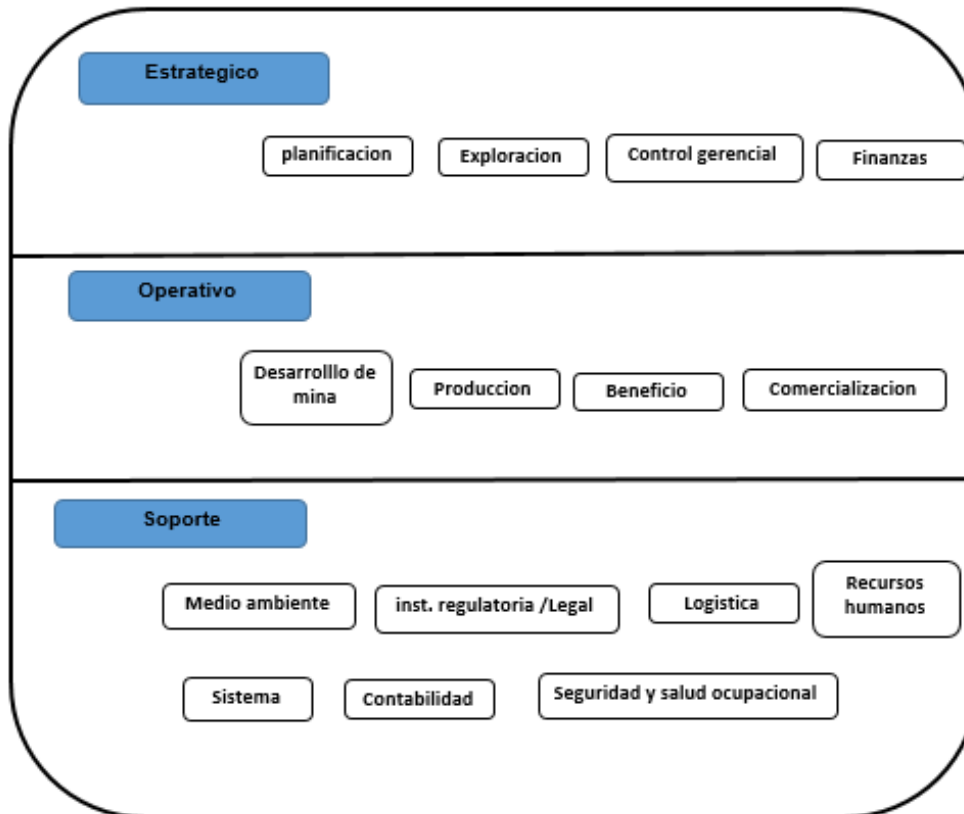 Estrategico
planificacion
Exploracion
Control gerencial
Finanzas
Operativo
Desarrolllo de
mina
Produccion
Beneficio
Comercializacion
Soporte
Medio ambiente
inst. regulatoria /Legal
Logistica
Recursos
humanos
Sistema
Contabilidad
Seguridad y salud ocupacional